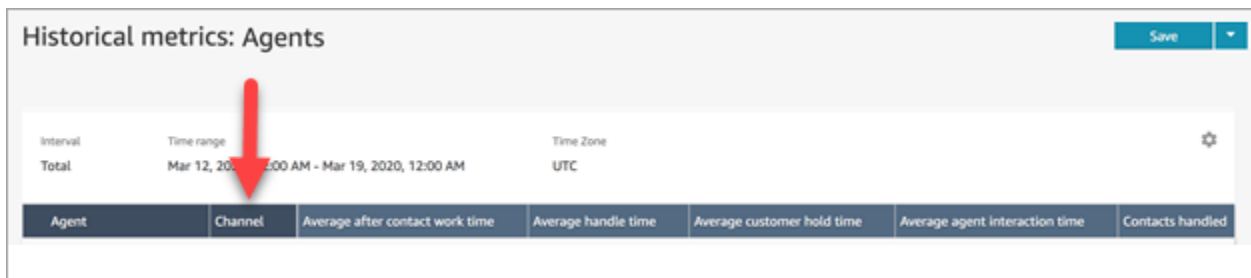 Historical metrics: Agents
Save
Interval Time range Time Zone
Total Mar 12, 20 :00 AM - Mar 19, 2020, 12:00 AM UTC
Agent Channel Average after contact work time Average handle time Average customer hold time Average agent interaction time Contacts handled